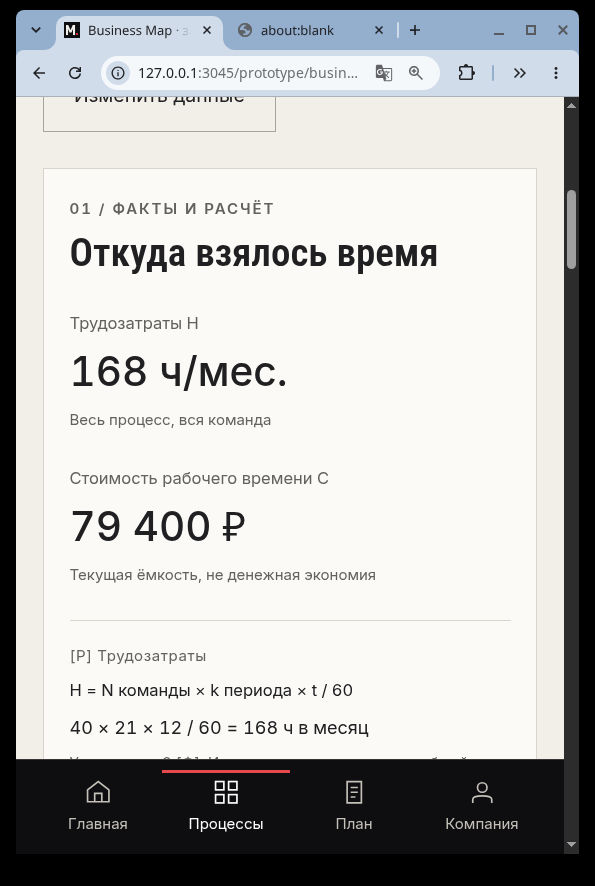 Business Map · з
about:blank
127.0.0.1:3045/prototype/busin...
Изменить данные
01 / ФАКТЫ И РАСЧЁТ
Откуда взялось время
Трудозатраты H
168 ч/мес.
Весь процесс, вся команда
Стоимость рабочего времени C
79 400 ₽
Текущая ёмкость, не денежная экономия
[Р] Трудозатраты
H = N команды × k периода × t / 60
40 × 21 × 12 / 60 = 168 ч в месяц
Главная
Процессы
План
Компания